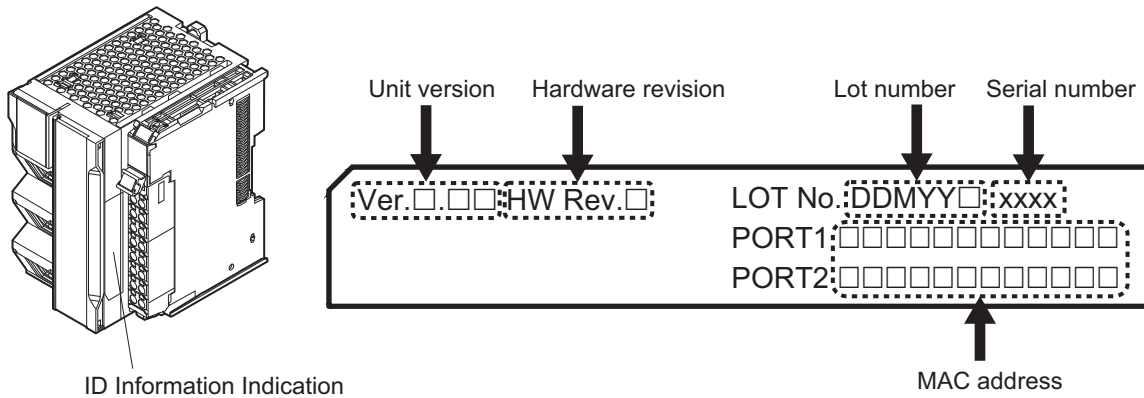 Unit version Hardware revision Lot number Serial number
Ver.□.□□ HW Rev.□ LOT No. DDMYY□ xxxx
PORT1 □□□□□□□□□□□□
PORT2 □□□□□□□□□□□□
ID Information Indication
MAC address